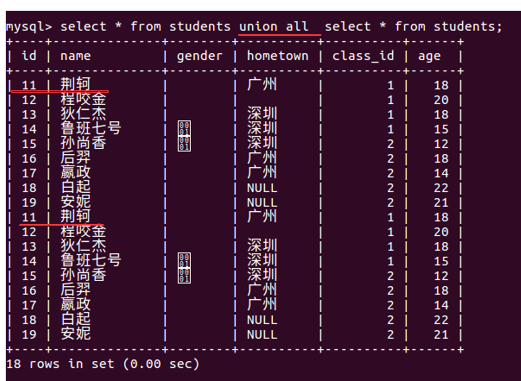 mysql> select * from students union all select * from students;
+----+--------------+--------+----------+----------+------+
| id | name | gender | hometown | class_id | age |
+----+--------------+--------+----------+----------+------+
| 11 | 荆轲 | | 广州 | 1 | 18 |
| 12 | 程咬金 | | | 1 | 20 |
| 13 | 狄仁杰 | | 深圳 | 1 | 18 |
| 14 | 鲁班七号 | | 深圳 | 1 | 15 |
| 15 | 孙尚香 | | 深圳 | 2 | 12 |
| 16 | 后羿 | | 广州 | 2 | 18 |
| 17 | 嬴政 | | 广州 | 2 | 14 |
| 18 | 白起 | | NULL | 2 | 22 |
| 19 | 安妮 | | NULL | 2 | 21 |
| 11 | 荆轲 | | 广州 | 1 | 18 |
| 12 | 程咬金 | | | 1 | 20 |
| 13 | 狄仁杰 | | 深圳 | 1 | 18 |
| 14 | 鲁班七号 | | 深圳 | 1 | 15 |
| 15 | 孙尚香 | | 深圳 | 2 | 12 |
| 16 | 后羿 | | 广州 | 2 | 18 |
| 17 | 嬴政 | | 广州 | 2 | 14 |
| 18 | 白起 | | NULL | 2 | 22 |
| 19 | 安妮 | | NULL | 2 | 21 |
+----+--------------+--------+----------+----------+------+
18 rows in set (0.00 sec)